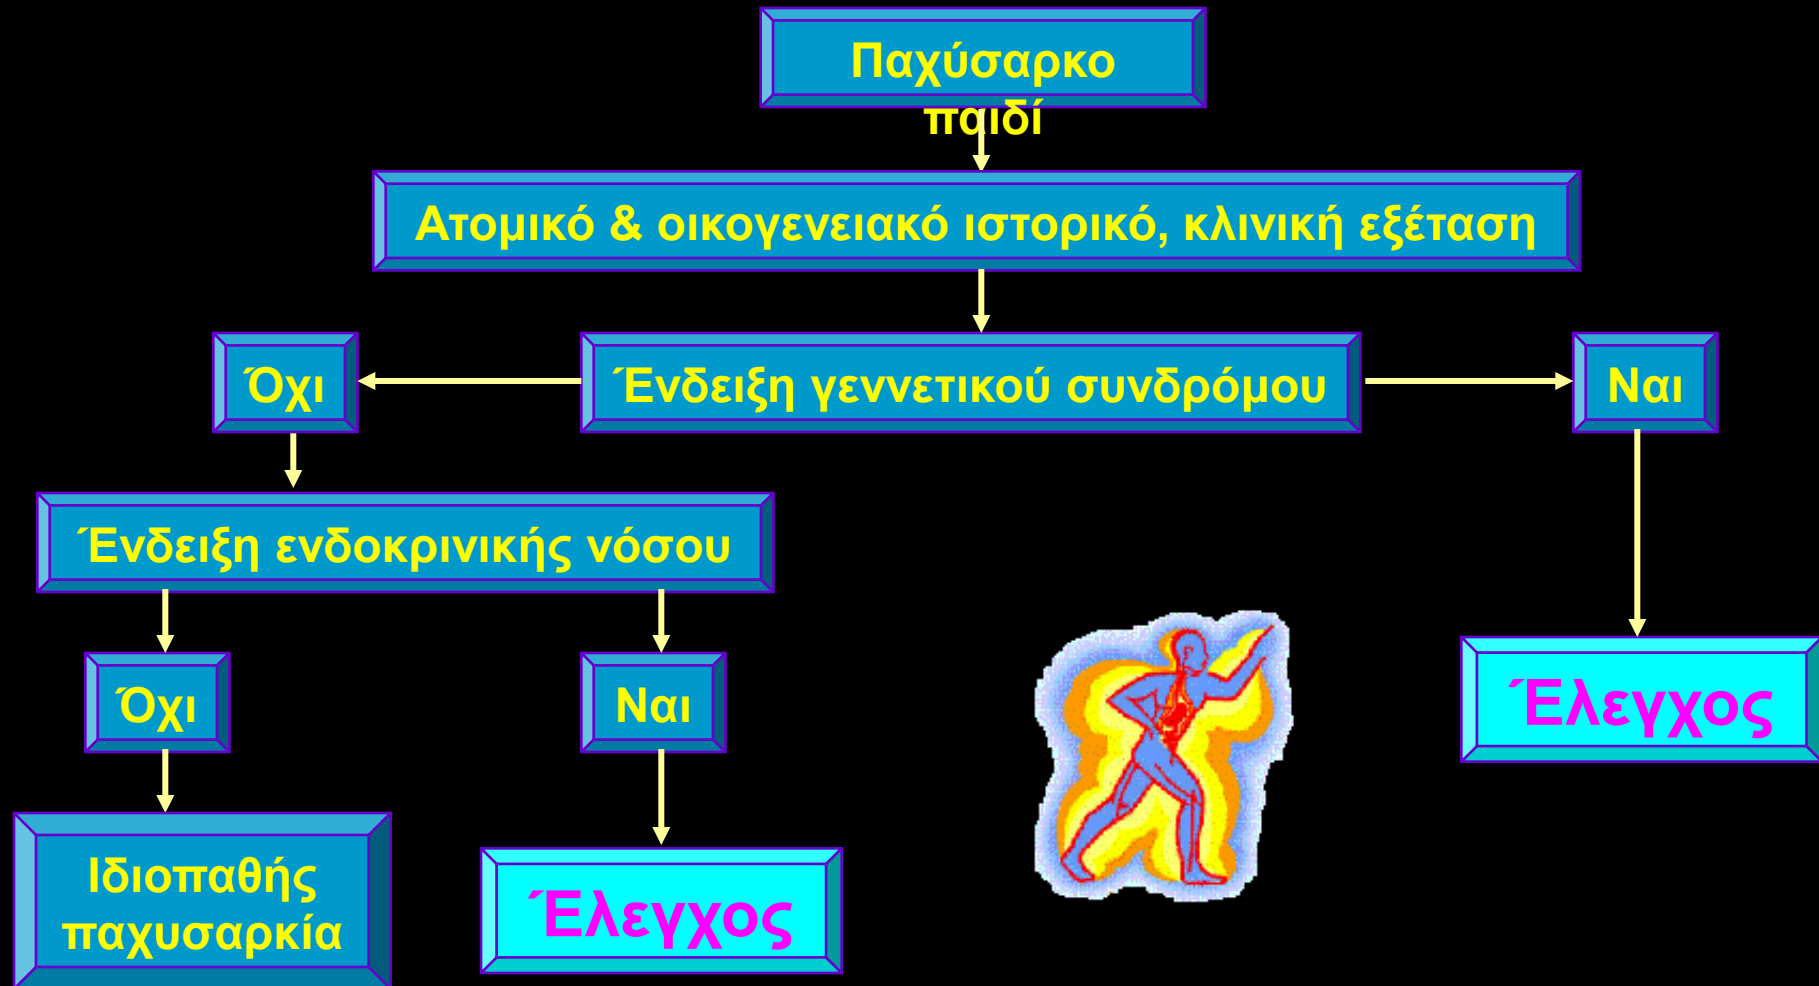 Παχύσαρκο
παιδί
Ατομικό & οικογενειακό ιστορικό, κλινική εξέταση
Όχι
Ένδειξη γεννετικού συνδρόμου
Ναι
Ένδειξη ενδοκρινικής νόσου
Όχι
Ναι
Έλεγχος
Ιδιοπαθής
παχυσαρκία
Έλεγχος